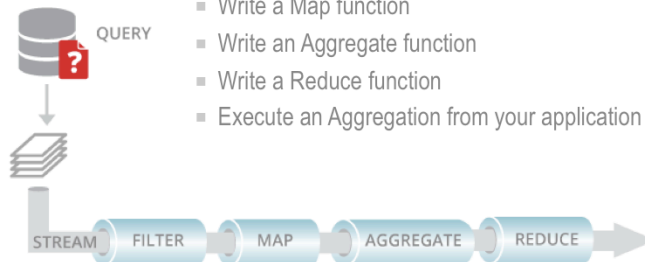 Write a Map function
QUERY
Write an Aggregate function
?
Write a Reduce function
Execute an Aggregation from your application
STREAM FILTER MAP AGGREGATE REDUCE